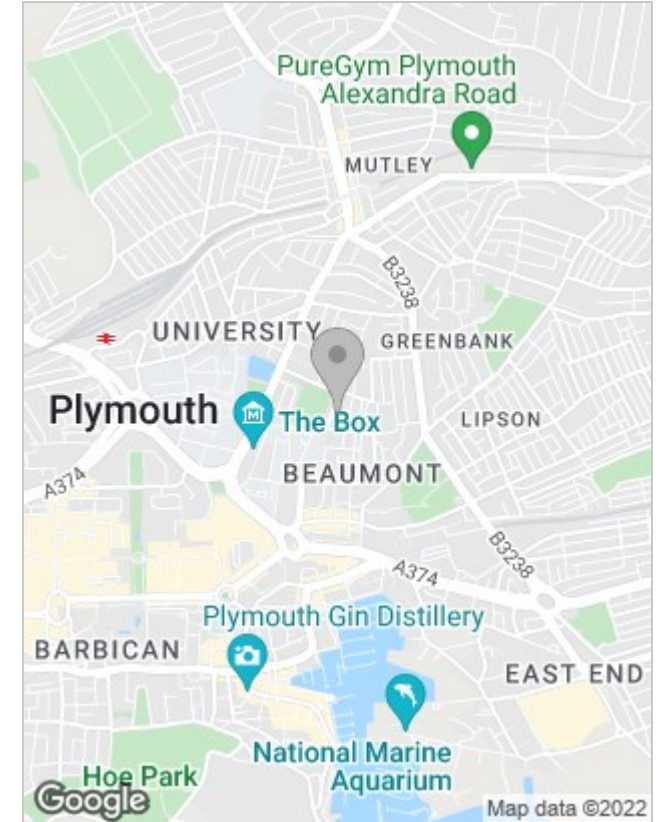 PureGym Plymouth
Alexandra Road
MUTLEY
B3238
UNIVERSITY
GREENBANK
Plymouth
The Box
LIPSON
BEAUMONT
A374
A374
B3238
Plymouth Gin Distillery
BARBICAN
EAST END
National Marine
Aquarium
Hoe Park
Google
Map data ©2022